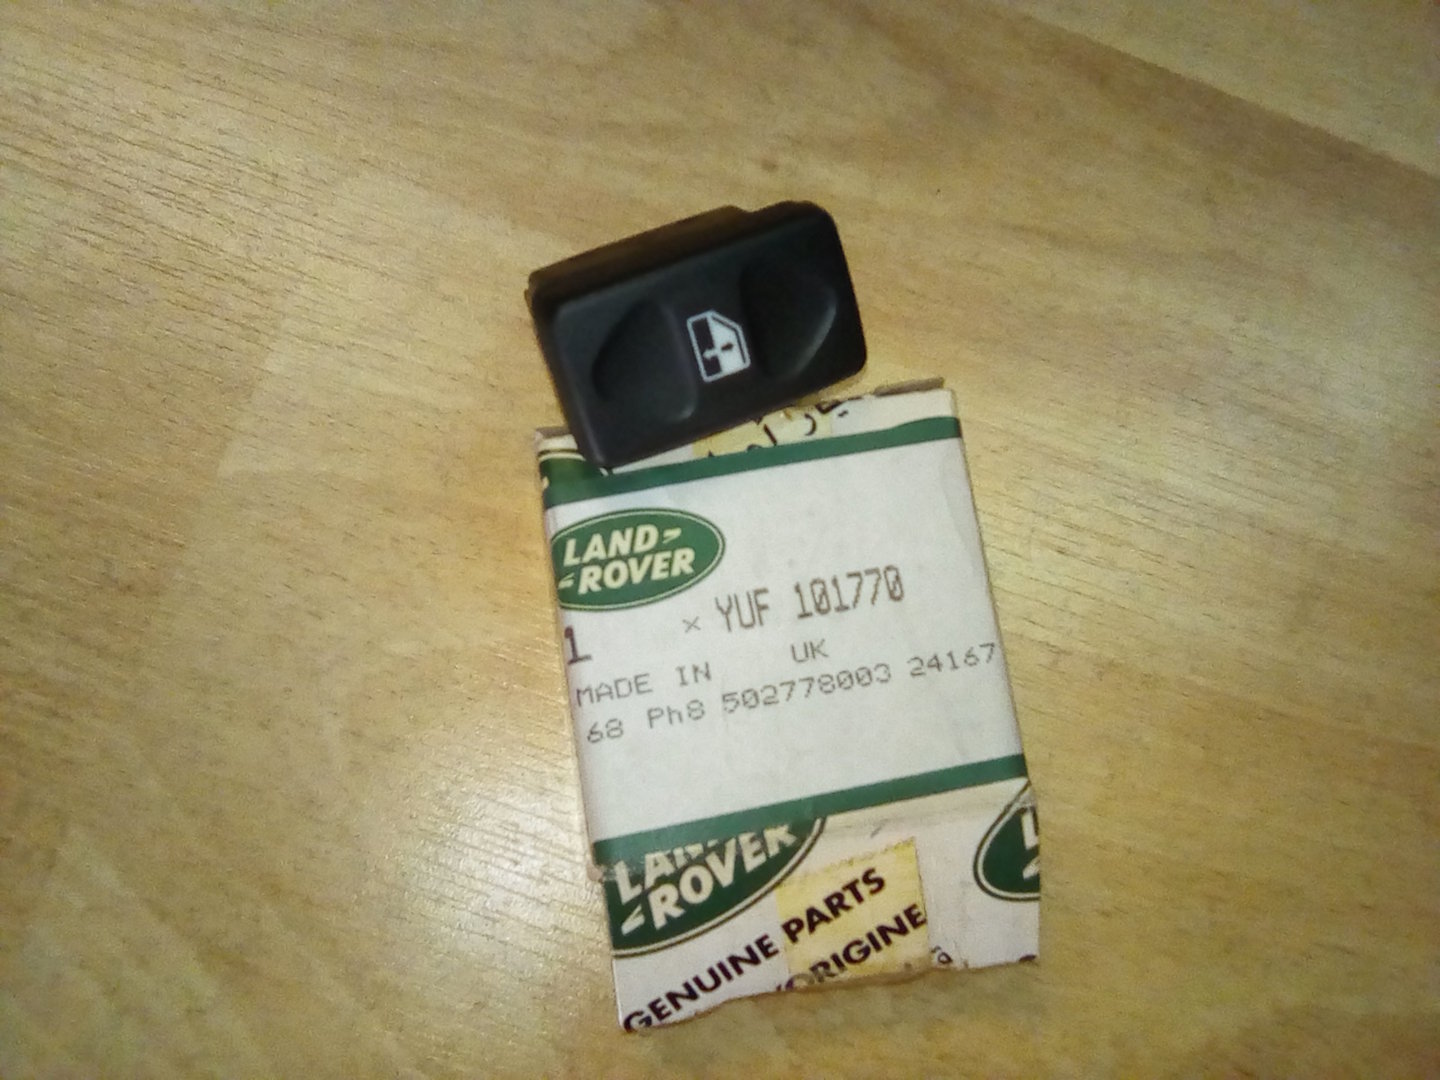 LAND
ROVER
1 x YUF 101770
MADE IN UK
68 Ph8 502778003 24167
LAND
ROVER
GENUINE PARTS
ORIGINE
L